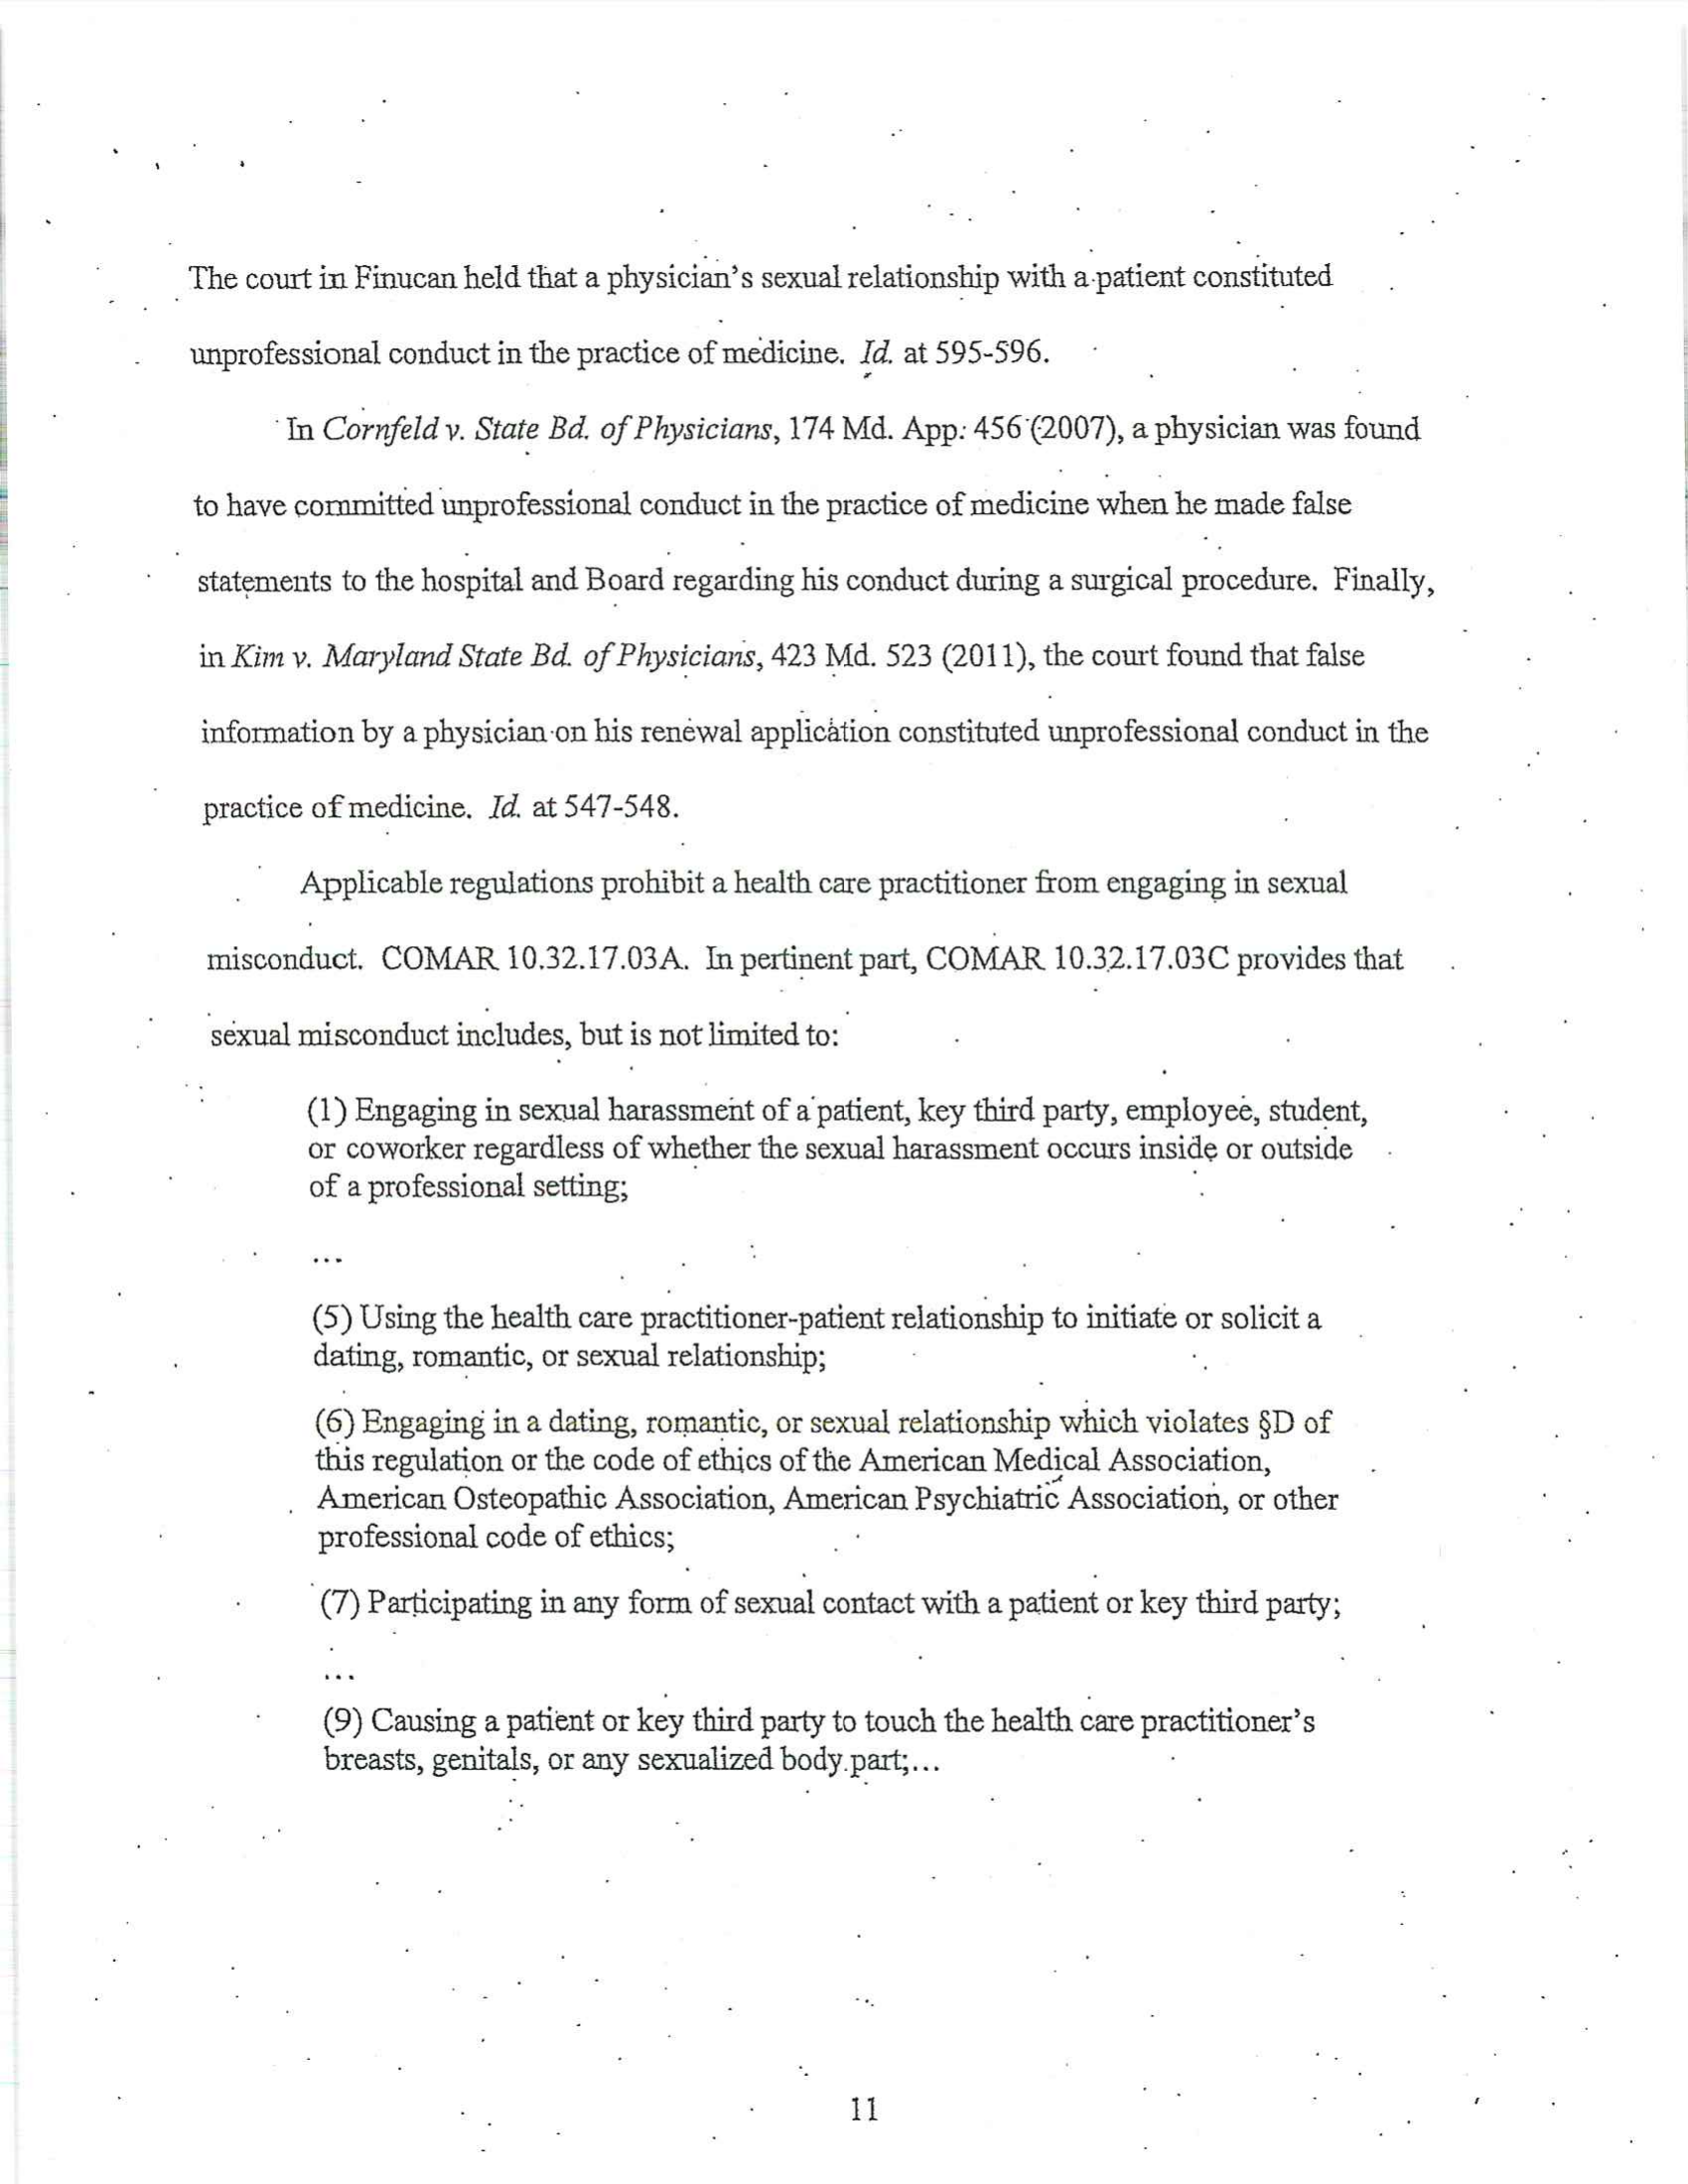 The court in Finucan held that a physician's sexual relationship with a patient constituted
unprofessional conduct in the practice of medicine. Id. at 595-596.
In Cornfeld v. State Bd. of Physicians, 174 Md. App. 456 (2007), a physician was found
to have committed unprofessional conduct in the practice of medicine when he made false
statements to the hospital and Board regarding his conduct during a surgical procedure. Finally,
in Kim v. Maryland State Bd. of Physicians, 423 Md. 523 (2011), the court found that false
information by a physician on his renewal application constituted unprofessional conduct in the
practice of medicine. Id. at 547-548.
Applicable regulations prohibit a health care practitioner from engaging in sexual
misconduct. COMAR 10.32.17.03A. In pertinent part, COMAR 10.32.17.03C provides that
sexual misconduct includes, but is not limited to:
(1) Engaging in sexual harassment of a patient, key third party, employee, student,
or coworker regardless of whether the sexual harassment occurs inside or outside
of a professional setting;
...
(5) Using the health care practitioner-patient relationship to initiate or solicit a
dating, romantic, or sexual relationship;
(6) Engaging in a dating, romantic, or sexual relationship which violates §D of
this regulation or the code of ethics of the American Medical Association,
American Osteopathic Association, American Psychiatric Association, or other
professional code of ethics;
(7) Participating in any form of sexual contact with a patient or key third party;
...
(9) Causing a patient or key third party to touch the health care practitioner's
breasts, genitals, or any sexualized body part;...
11